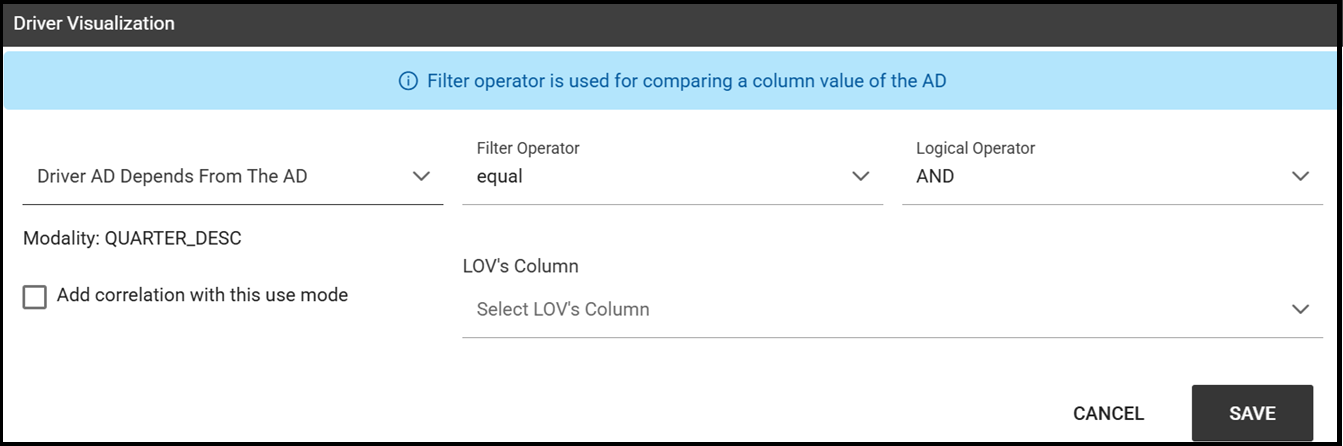 Driver Visualization
Filter operator is used for comparing a column value of the AD
Driver AD Depends From The AD
Filter Operator
equal
Logical Operator
AND
Modality: QUARTER_DESC
Add correlation with this use mode
LOV's Column
Select LOV's Column
CANCEL
SAVE